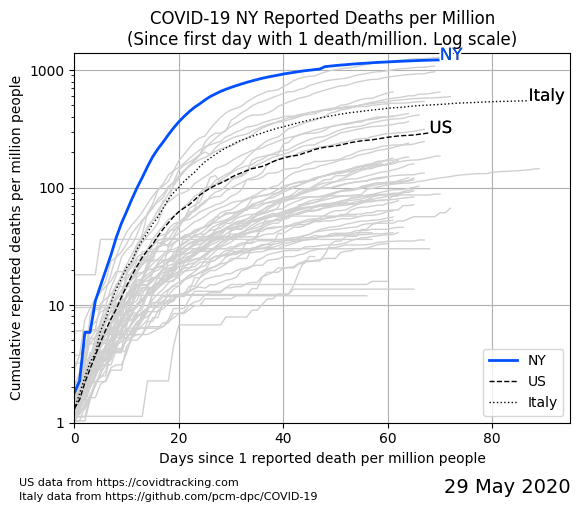 COVID-19 NY Reported Deaths per Million
(Since first day with 1 death/million. Log scale)
Cumulative reported deaths per million people
1000
100
10
1
NY
Italy
US
NY
US
Italy
0
20
40
60
80
Days since 1 reported death per million people
US data from https://covidtracking.com
Italy data from https://github.com/pcm-dpc/COVID-19
29 May 2020